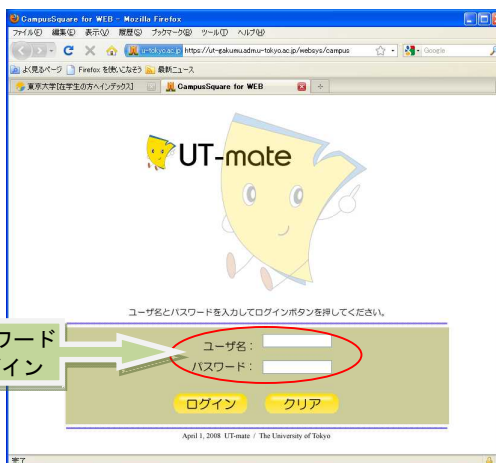 CampusSquare for WEB - Mozilla Firefox
ファイル(F) 編集(E) 表示(V) 履歴(S) ブックマーク(B) ツール(T) ヘルプ(H)
u-tokyo.ac.jp https://ut-gakumu.adm.u-tokyo.ac.jp/websys/campus Google
よく見るページ Firefox を使いこなそう 最新ニュース
東京大学[在学生の方へインデックス] CampusSquare for WEB
UT-mate
ユーザ名とパスワードを入力してログインボタンを押してください。
ワード
イン
ユーザ名：
パスワード：
ログイン クリア
April 1, 2008 UT-mate / The University of Tokyo
完了